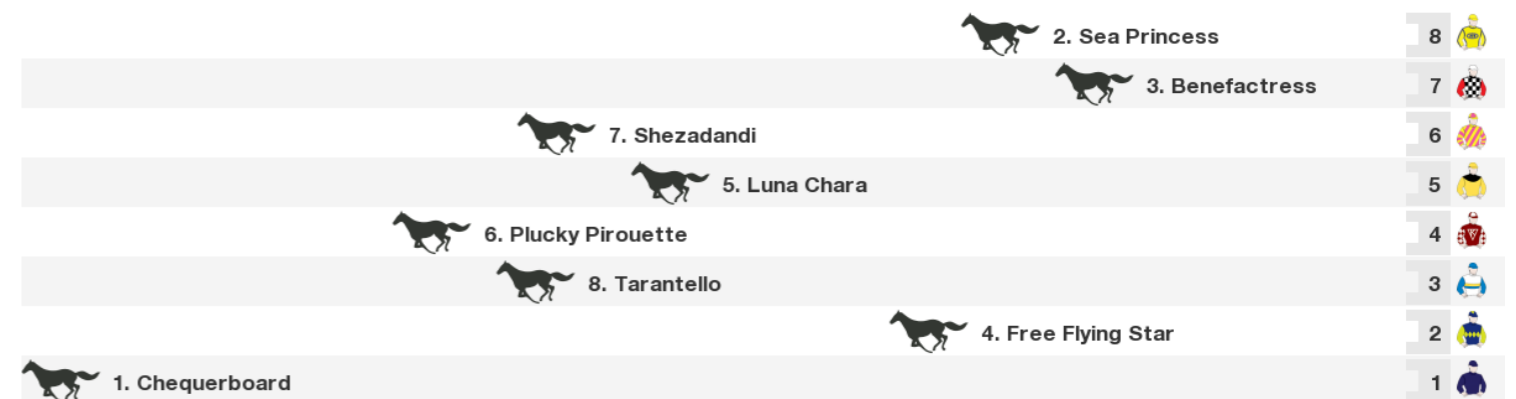 2. Sea Princess 8
3. Benefactress 7
7. Shezadandi 6
5. Luna Chara 5
6. Plucky Pirouette 4
8. Tarantello 3
4. Free Flying Star 2
1. Chequerboard 1